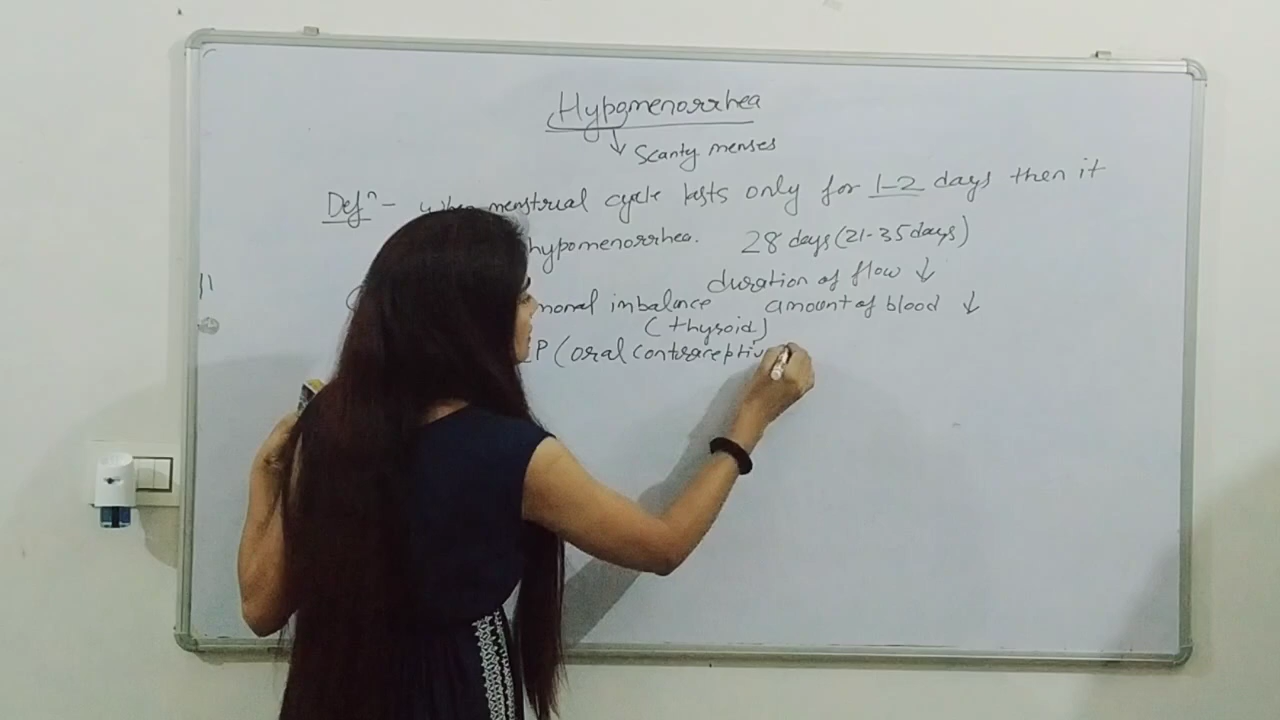 Hypomenorrhea
↓ Scanty menses
Defⁿ - when menstrual cycle lasts only for 1-2 days then it
hypomenorrhea. 28 days (21-35 days)
duration of flow ↓
monal imbalance amount of blood ↓
(thyroid)
P (oral contraceptiv